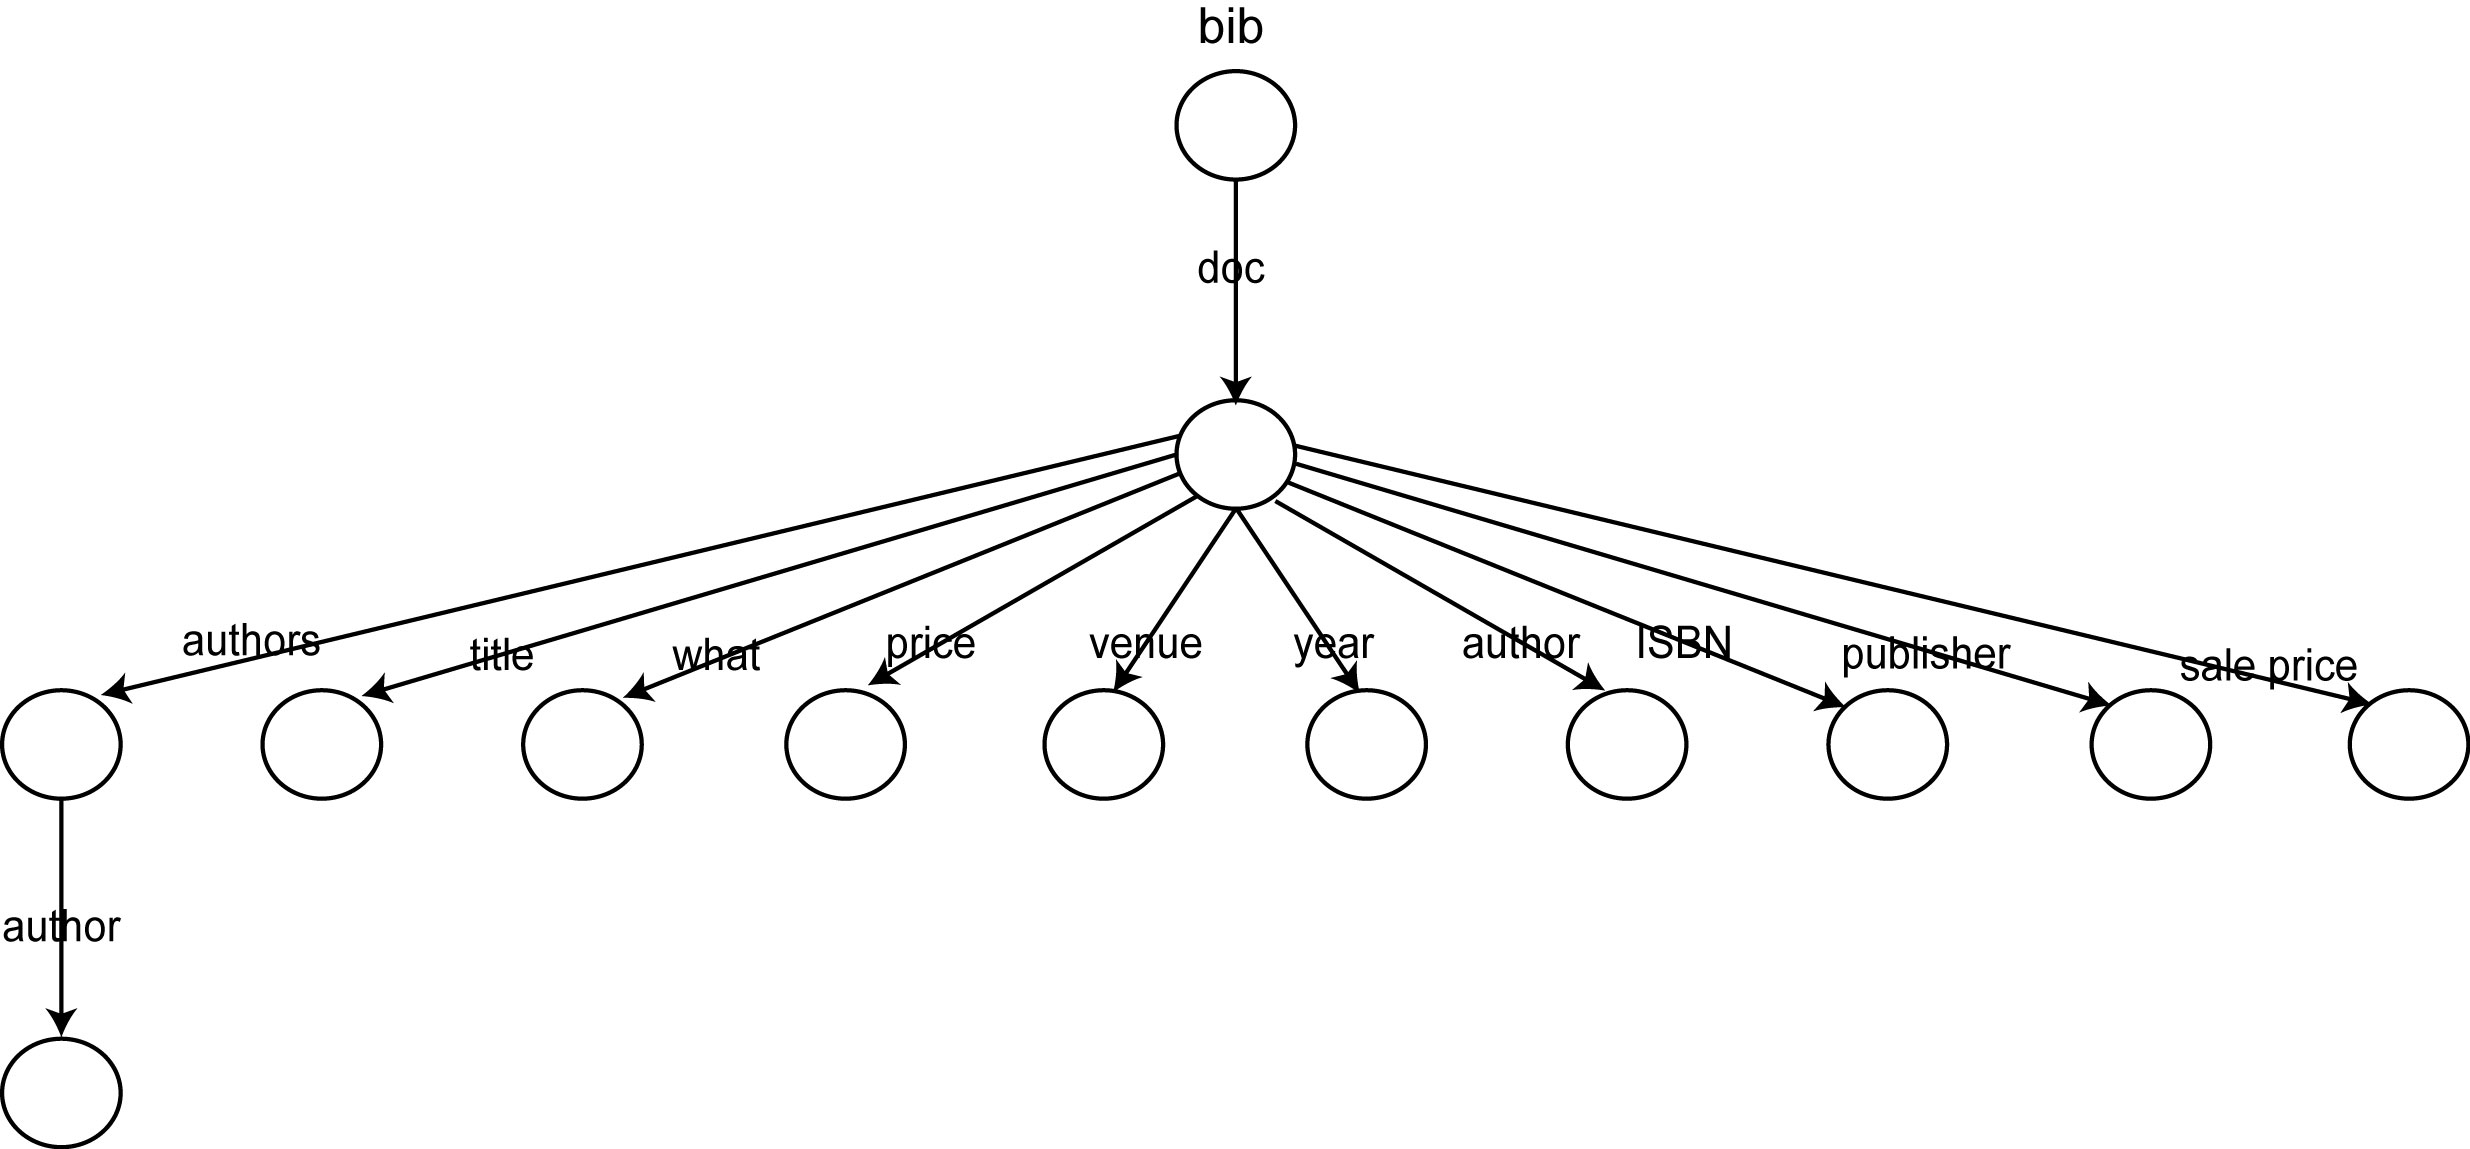 bib
doc
authors
title
what
price
venue
year
author
ISBN
publisher
sale price
author